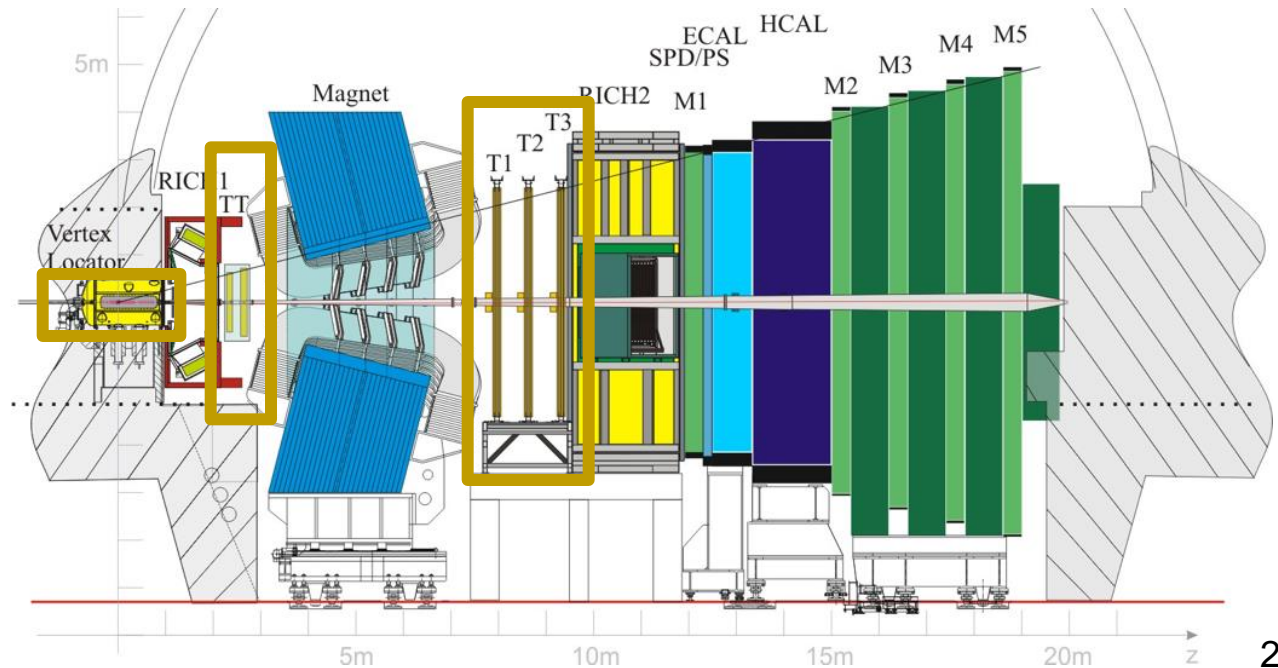 5m
HCAL
ECAL
SPD/PS
M5
M4
M3
M2
Magnet
RICH2
M1
T3
T2
T1
RICH1
TT
Vertex
Locator
5m
10m
15m
20m
z
2